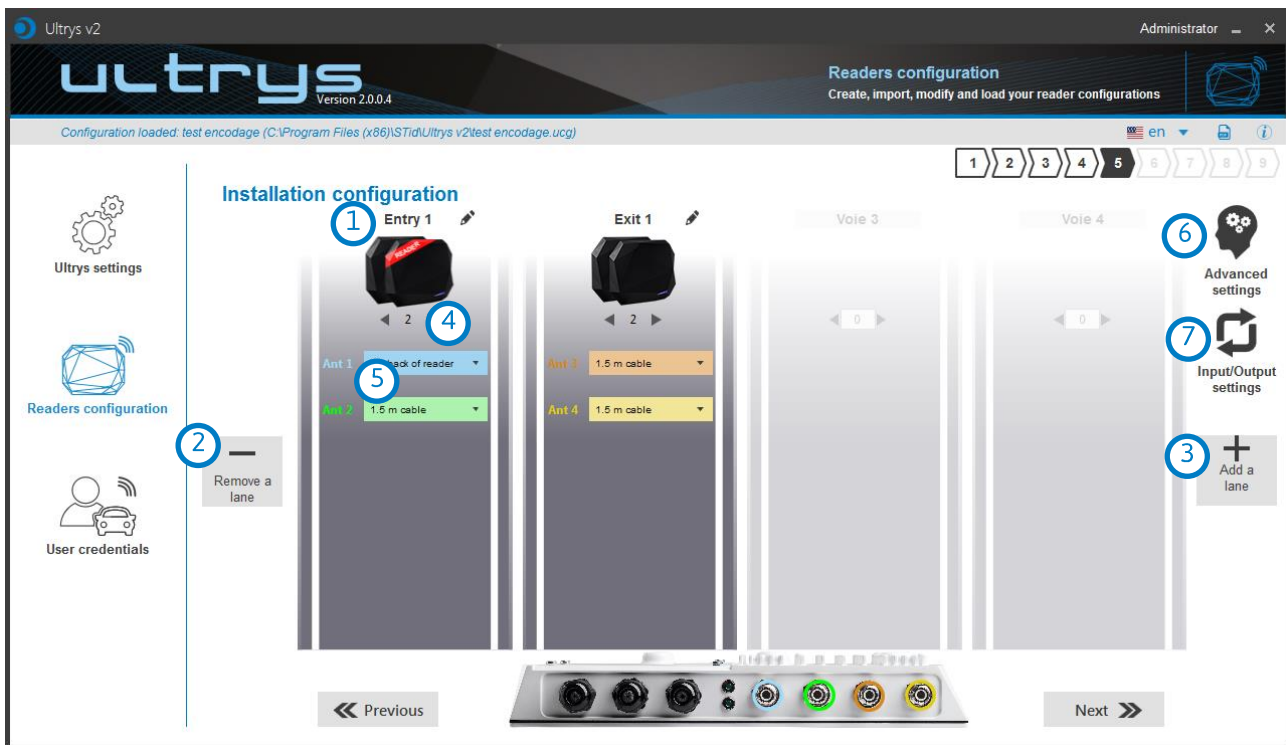 Ultrys v2
Administrator
ultrys
Version 2.0.0.4
Readers configuration
Create, import, modify and load your reader configurations
Configuration loaded: test encodage (C:\Program Files (x86)\STid\Ultrys v2\test encodage.ucg)
en
1 2 3 4 5 6 7 8 9
Installation configuration
1 Entry 1
Exit 1
Voie 3
Voie 4
READER
2
4
2
0
0
Ant 1
back of reader
5
Ant 2 1.5 m cable
Ant 3 1.5 m cable
Ant 4 1.5 m cable
Ultrys settings
Readers configuration
User credentials
2
Remove a
lane
6
Advanced
settings
7
Input/Output
settings
3
Add a
lane
Previous
Next